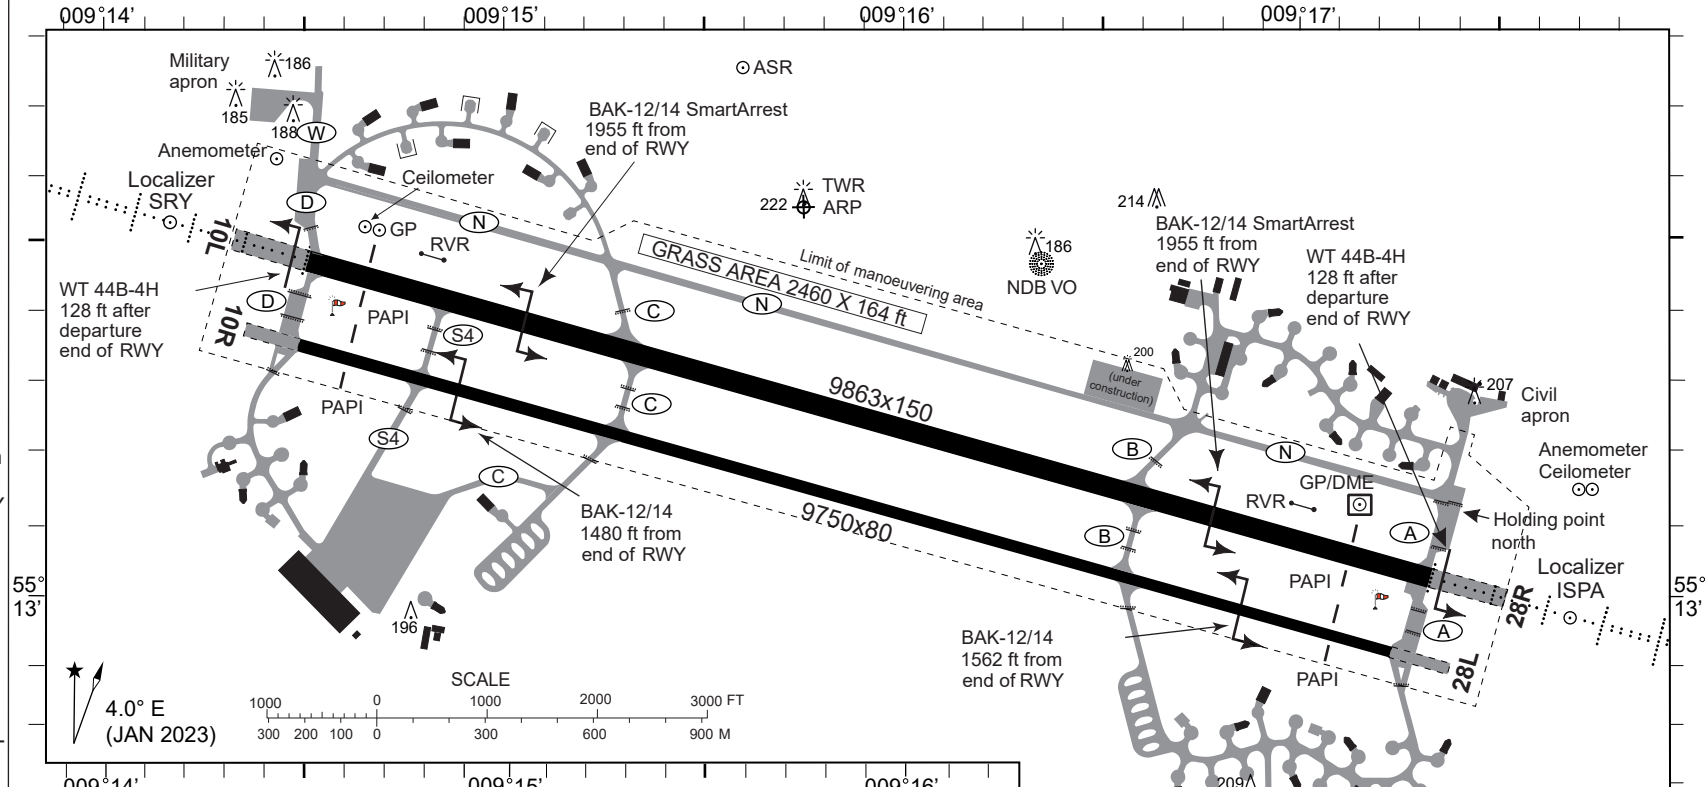 009°14’
009°15’
009°16’
009°17’
Military
apron
186
185
188
W
ASR
BAK-12/14 SmartArrest
1955 ft from
end of RWY
Anemometer
Localizer
SRY
D
Ceilometer
GP
N
RVR
TWR
ARP
222
214
186
NDB VO
BAK-12/14 SmartArrest
1955 ft from
end of RWY
WT 44B-4H
128 ft after
departure
end of RWY
10L
GRASS AREA 2460 X 164 ft
Limit of manoeuvering area
WT 44B-4H
128 ft after
departure
end of RWY
D
10R
PAPI
S4
C
N
200
(under
construction)
207
Civil
apron
PAPI
S4
C
9863x150
B
N
Anemometer
Ceilometer
C
BAK-12/14
1480 ft from
end of RWY
9750x80
B
RVR
GP/DME
A
Holding point
north
Localizer
ISPA
55°
13’
PAPI
28R
55°
13’
196
BAK-12/14
1562 ft from
end of RWY
A
PAPI
28L
4.0° E
(JAN 2023)
SCALE
1000 0 1000 2000 3000 FT
300 200 100 0 300 600 900 M
209
009°14’
009°15’
009°16’